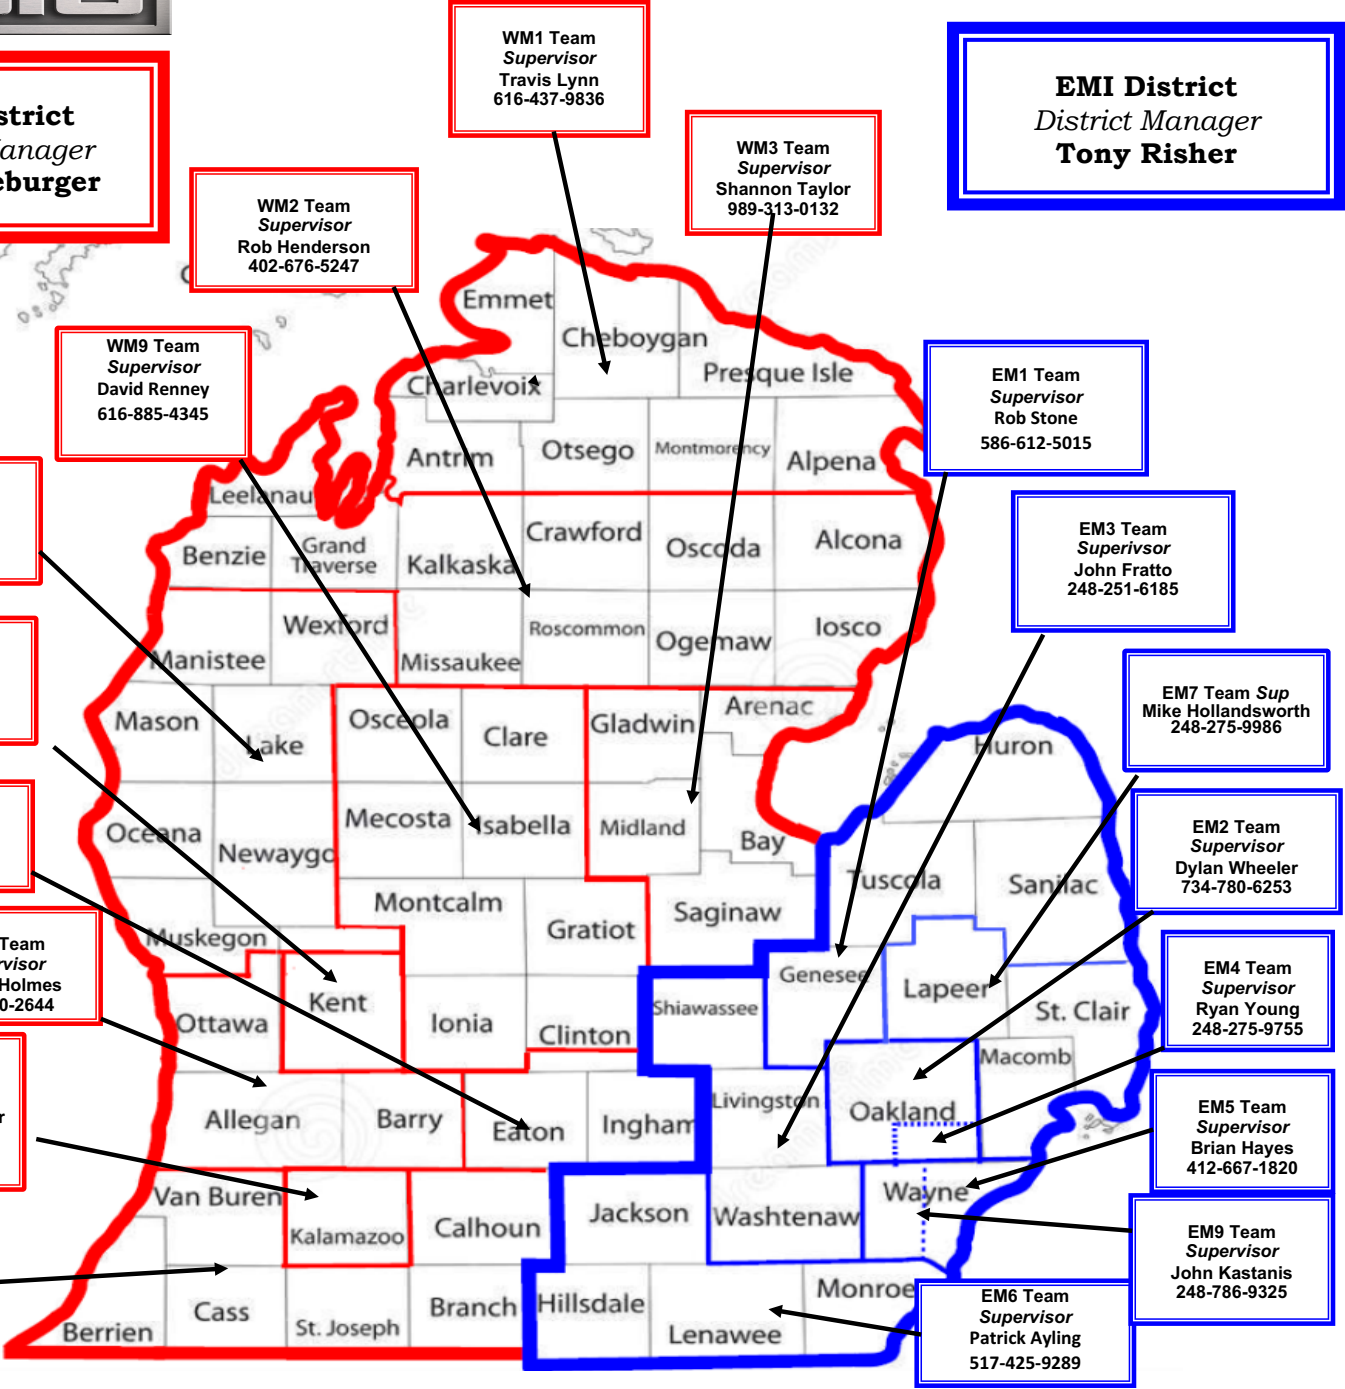 WM1 Team
Supervisor
Travis Lynn
616-437-9836
EMI District
District Manager
Tony Risher
WM3 Team
Supervisor
Shannon Taylor
989-313-0132
WM2 Team
Supervisor
Rob Henderson
402-676-5247
WM9 Team
Supervisor
David Renney
616-885-4345
EM1 Team
Supervisor
Rob Stone
586-612-5015
EM3 Team
Superivsor
John Fratto
248-251-6185
EM7 Team Sup
Mike Hollandsworth
248-275-9986
EM2 Team
Supervisor
Dylan Wheeler
734-780-6253
EM4 Team
Supervisor
Ryan Young
248-275-9755
EM5 Team
Supervisor
Brian Hayes
412-667-1820
EM9 Team
Supervisor
John Kastanis
248-786-9325
EM6 Team
Supervisor
Patrick Ayling
517-425-9289
Team
Holmes
Emmet
Cheboygan
Presque Isle
Charlevoix
Antrim
Otsego
Montmorency
Alpena
Leelanau
Benzie
Grand
Traverse
Kalkaska
Crawford
Oscoda
Alcona
Manistee
Wexford
Missaukee
Roscommon
Ogemaw
Iosco
Mason
Lake
Osceola
Clare
Gladwin
Arenac
Huron
Oceana
Newaygo
Mecosta
Isabella
Midland
Bay
Tuscola
Sanilac
Muskegon
Montcalm
Gratiot
Saginaw
Genesee
Lapeer
St. Clair
Ottawa
Kent
Ionia
Clinton
Shiawassee
Macomb
Allegan
Barry
Eaton
Ingham
Livingston
Oakland
Van Buren
Kalamazoo
Calhoun
Jackson
Washtenaw
Wayne
Berrien
Cass
St. Joseph
Branch
Hillsdale
Lenawee
Monroe